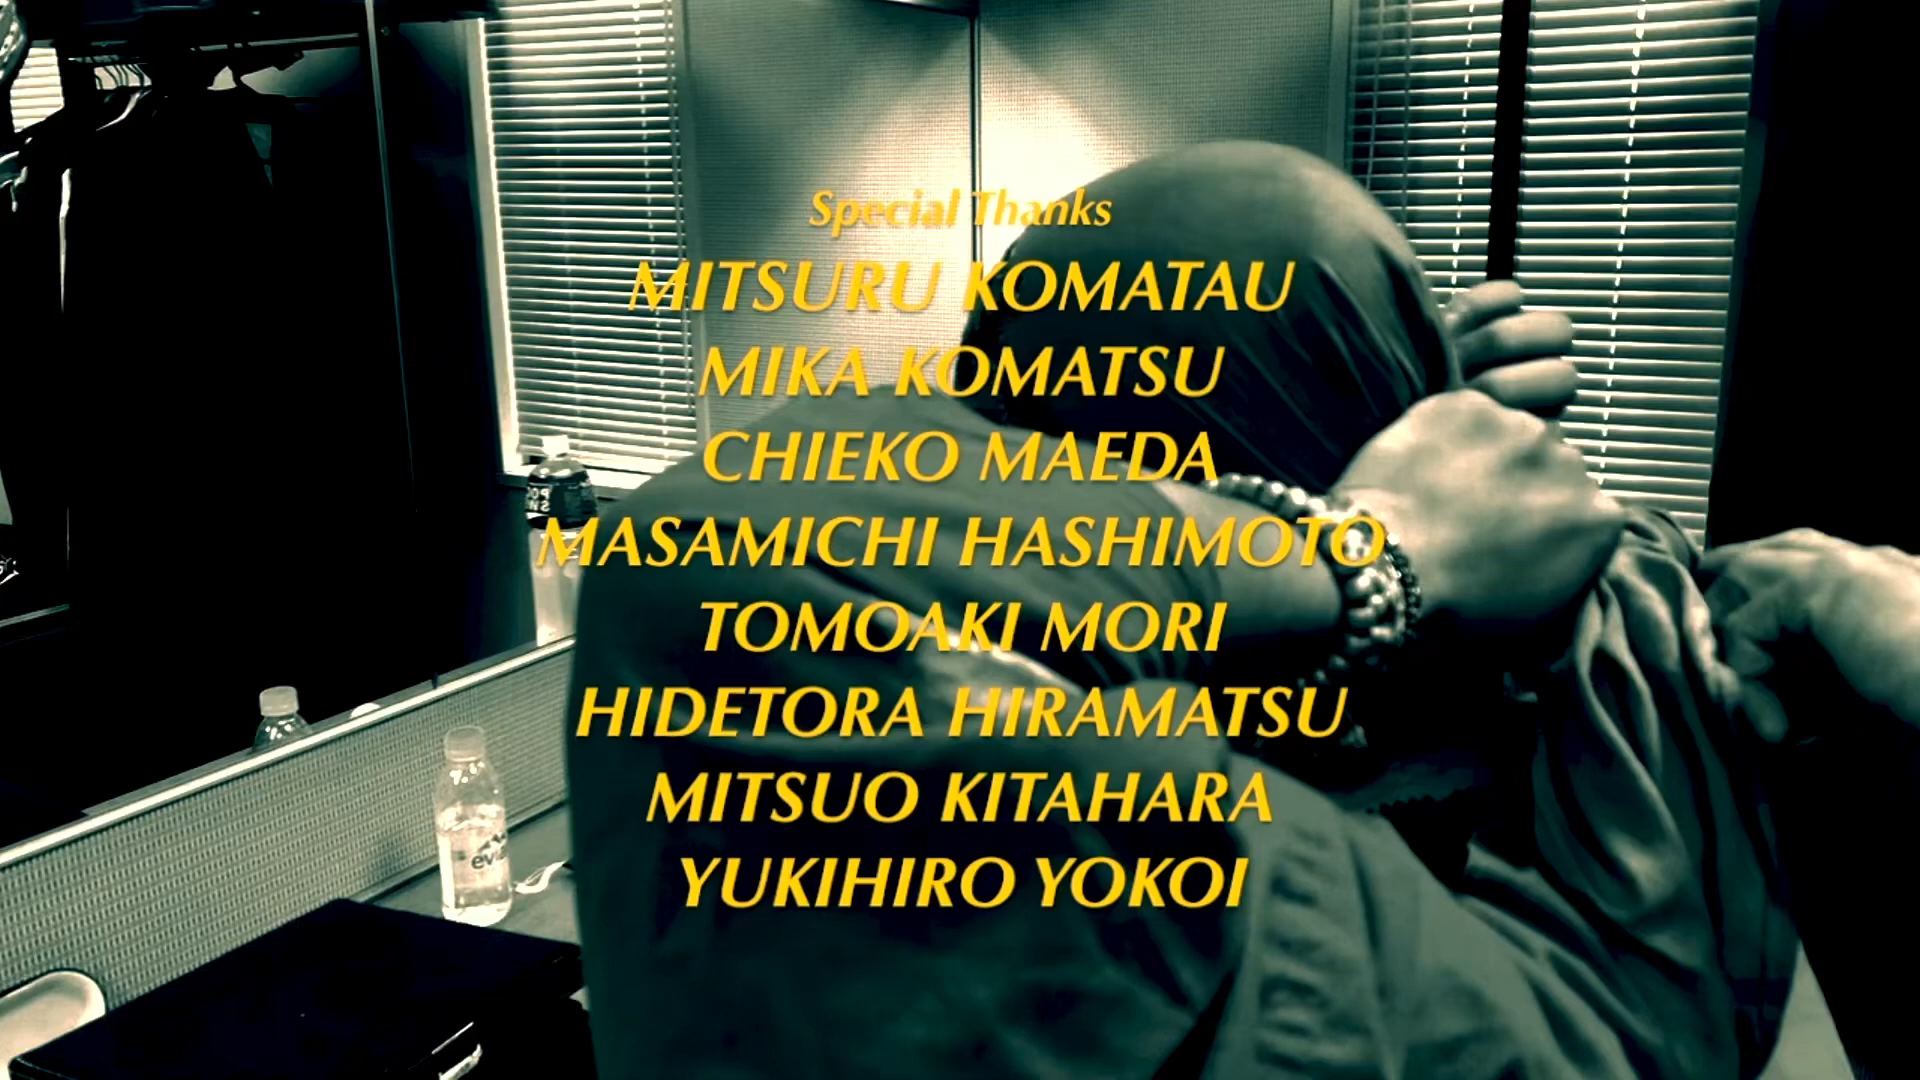 Special Thanks
MITSURU KOMATAU
MIKA KOMATSU
CHIEKO MAEDA
MASAMICHI HASHIMOTO
TOMOAKI MORI
HIDETORA HIRAMATSU
MITSUO KITAHARA
YUKIHIRO YOKOI